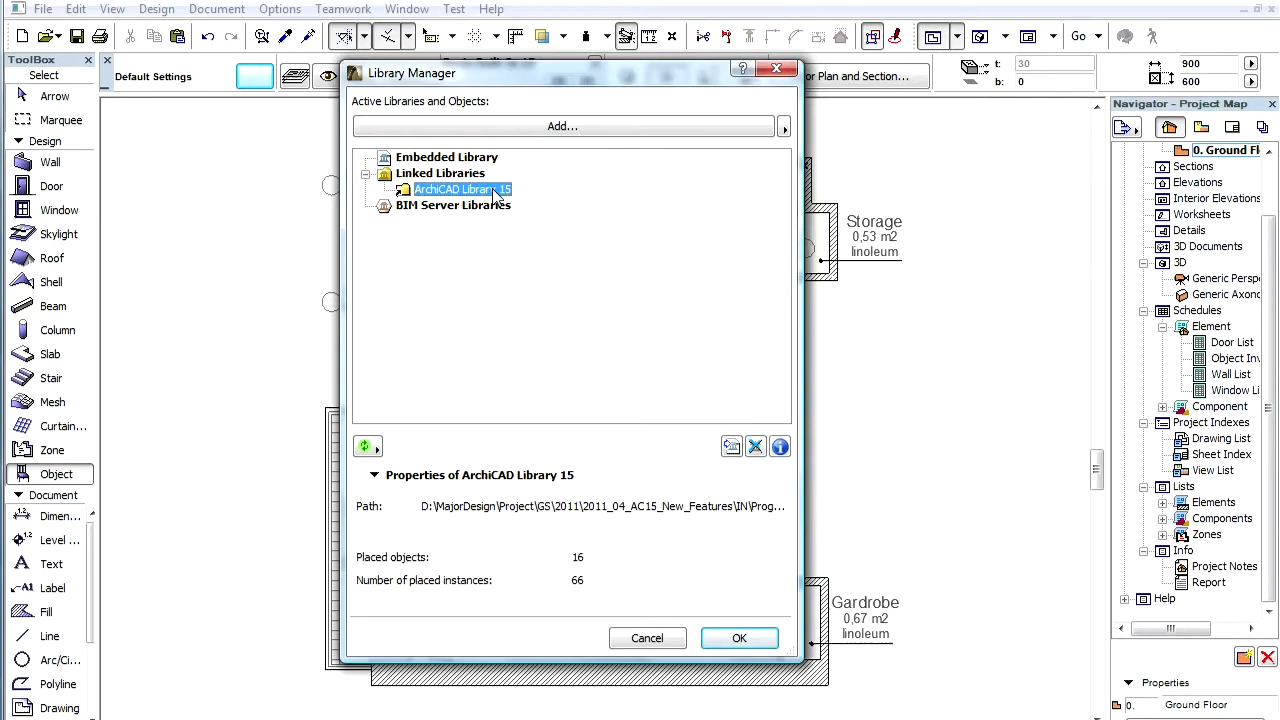 File Edit View Design Document Options Teamwork Window Test Help
Go
ToolBox
Select
Arrow
Marquee
Design
Wall
Door
Window
Skylight
Roof
Shell
Beam
Column
Slab
Stair
Mesh
Curtain...
Zone
Object
Document
Dimen...
Level ...
Text
Label
Fill
Line
Arc/Ci...
Polyline
Drawing
Default Settings
or Plan and Section...
t: 30
b: 0
900
600
Library Manager
Active Libraries and Objects:
Add...
Embedded Library
Linked Libraries
ArchiCAD Library 15
BIM Server Libraries
Properties of ArchiCAD Library 15
Path: D:\MajorDesign\Project\GS\2011\2011_04_AC15_New_Features\IN\Prog...
Placed objects: 16
Number of placed instances: 66
Cancel OK
Storage
0,53 m2
linoleum
Gardrobe
0,67 m2
linoleum
Navigator - Project Map
0. Ground Fl
Sections
Elevations
Interior Elevations
Worksheets
Details
3D Documents
3D
Generic Perspe
Generic Axono
Schedules
Element
Door List
Object Inv
Wall List
Window Li
Component
Project Indexes
Drawing List
Sheet Index
View List
Lists
Elements
Components
Zones
Info
Project Notes
Report
Help
Properties
0. Ground Floor